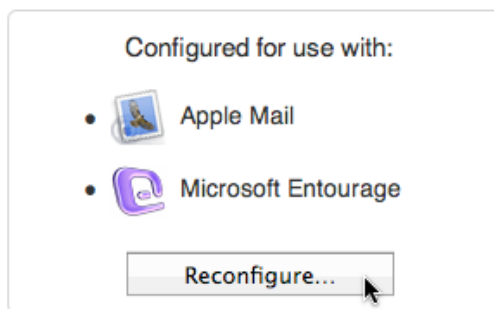 Configured for use with:
• Apple Mail
• Microsoft Entourage
Reconfigure...